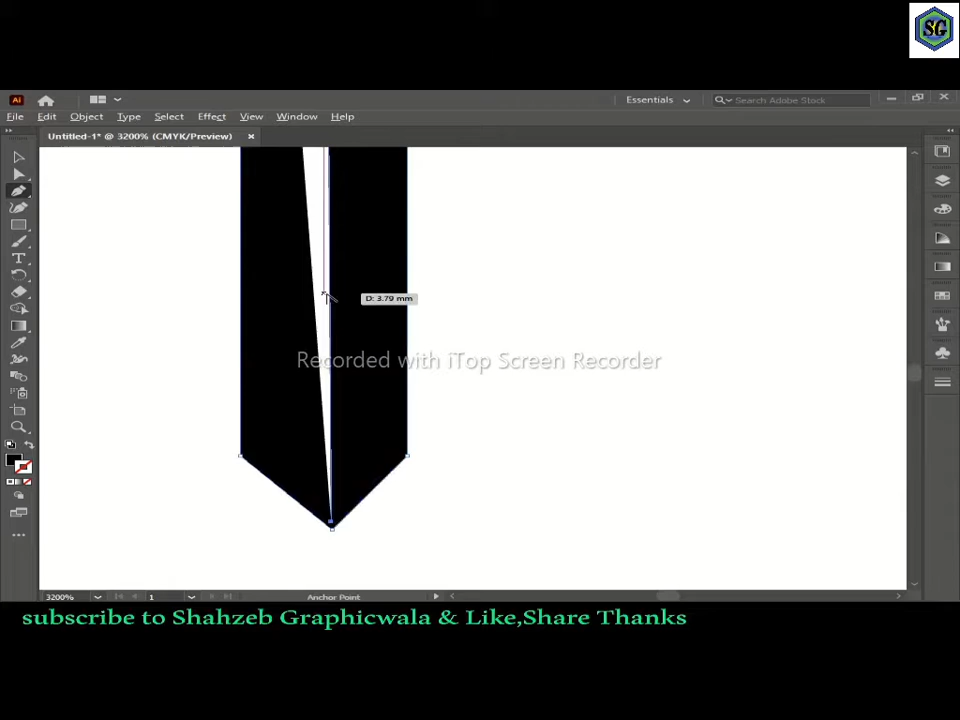 SG
Ai
Essentials
Search Adobe Stock
File Edit Object Type Select Effect View Window Help
Untitled-1* @ 3200% (CMYK/Preview)
D: 3.79 mm
Recorded with iTop Screen Recorder
T
3200%
1
Anchor Point
subscribe to Shahzeb Graphicwala & Like,Share Thanks